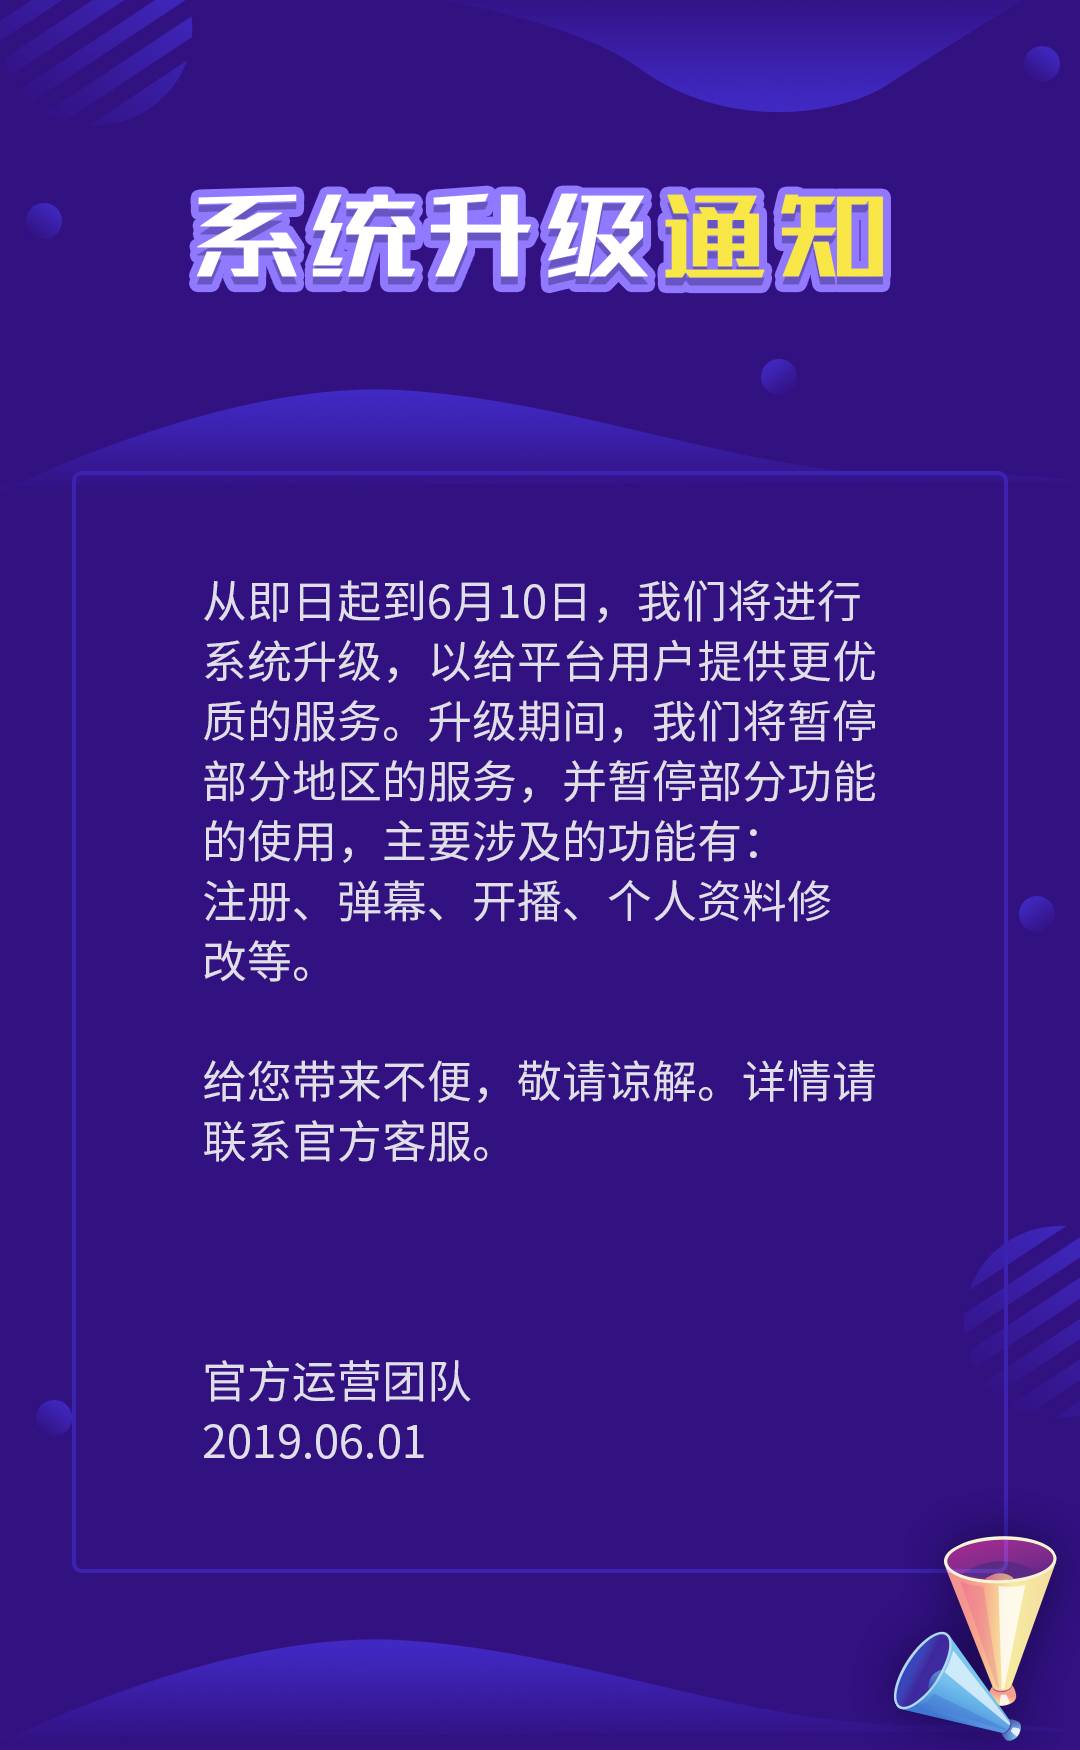 系统升级通知
从即日起到6月10日，我们将进行
系统升级，以给平台用户提供更优
质的服务。升级期间，我们将暂停
部分地区的服务，并暂停部分功能
的使用，主要涉及的功能有：
注册、弹幕、开播、个人资料修
改等。
给您带来不便，敬请谅解。详情请
联系官方客服。
官方运营团队
2019.06.01